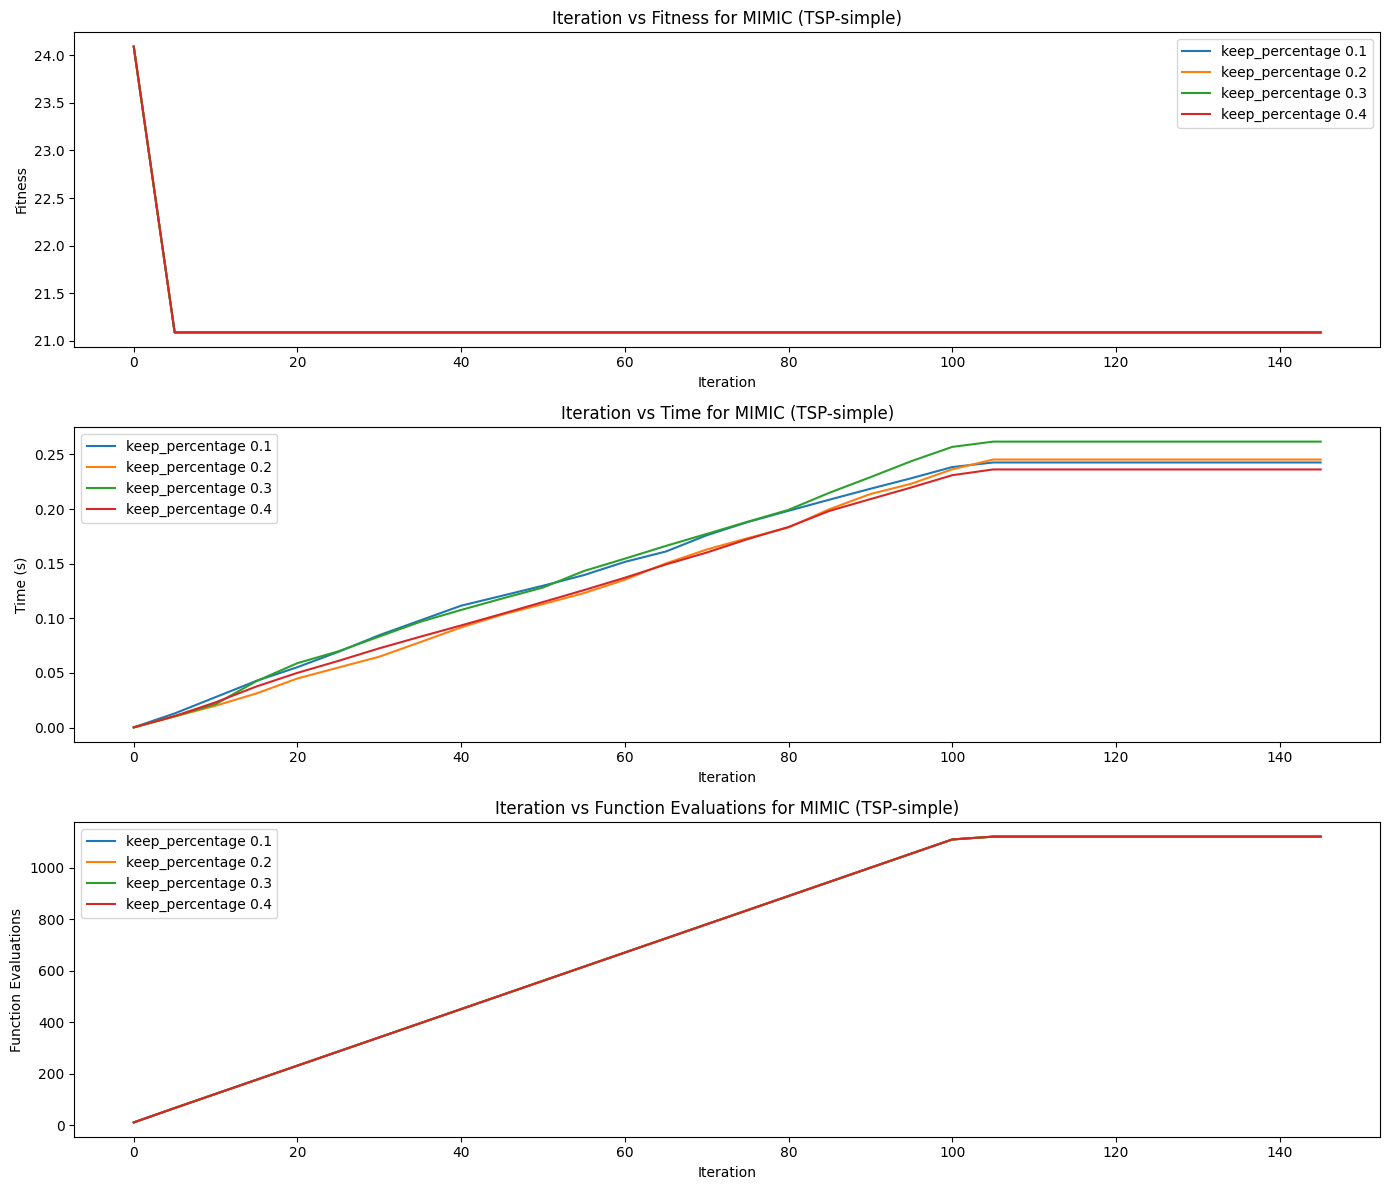 Iteration vs Fitness for MIMIC (TSP-simple)
24.0
23.5
23.0
22.5
22.0
21.5
21.0
Fitness
keep_percentage 0.1
keep_percentage 0.2
keep_percentage 0.3
keep_percentage 0.4
0 20 40 60 80 100 120 140
Iteration
Iteration vs Time for MIMIC (TSP-simple)
0.25
0.20
0.15
0.10
0.05
0.00
Time (s)
keep_percentage 0.1
keep_percentage 0.2
keep_percentage 0.3
keep_percentage 0.4
0 20 40 60 80 100 120 140
Iteration
Iteration vs Function Evaluations for MIMIC (TSP-simple)
1000
800
600
400
200
0
Function Evaluations
keep_percentage 0.1
keep_percentage 0.2
keep_percentage 0.3
keep_percentage 0.4
0 20 40 60 80 100 120 140
Iteration